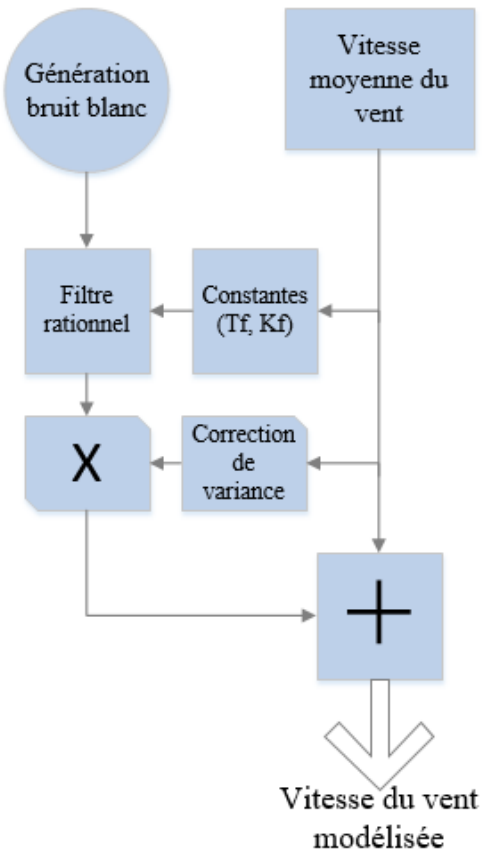 Génération
bruit blanc
Vitesse
moyenne du
vent
Filtre
rationnel
Constantes
(Tf, Kf)
X
Correction
de
variance
+
Vitesse du vent
modélisée